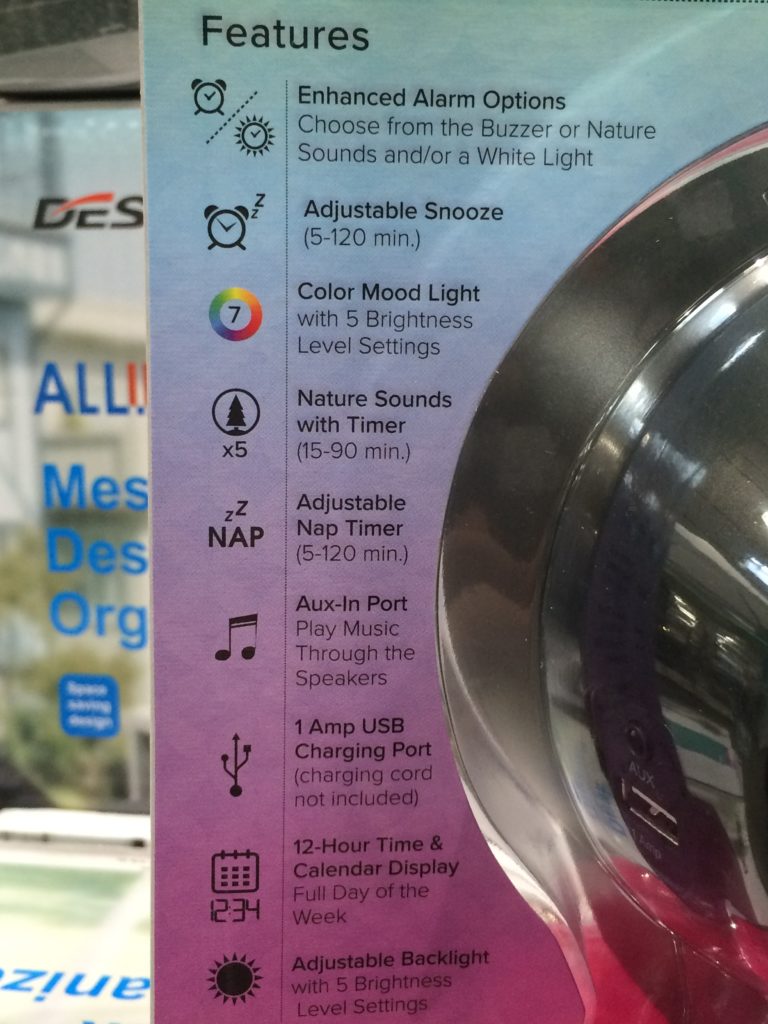 Features
Enhanced Alarm Options
Choose from the Buzzer or Nature
Sounds and/or a White Light
Z
z
z
Adjustable Snooze
(5-120 min.)
7
Color Mood Light
with 5 Brightness
Level Settings
x5
Nature Sounds
with Timer
(15-90 min.)
zZ
NAP
Adjustable
Nap Timer
(5-120 min.)
Aux-In Port
Play Music
Through the
Speakers
1 Amp USB
Charging Port
(charging cord
not included)
12:34
12-Hour Time &
Calendar Display
Full Day of the
Week
Adjustable Backlight
with 5 Brightness
Level Settings
AUX
1 Amp
DES
ALL
Mes
Des
Org
Space
saving
design